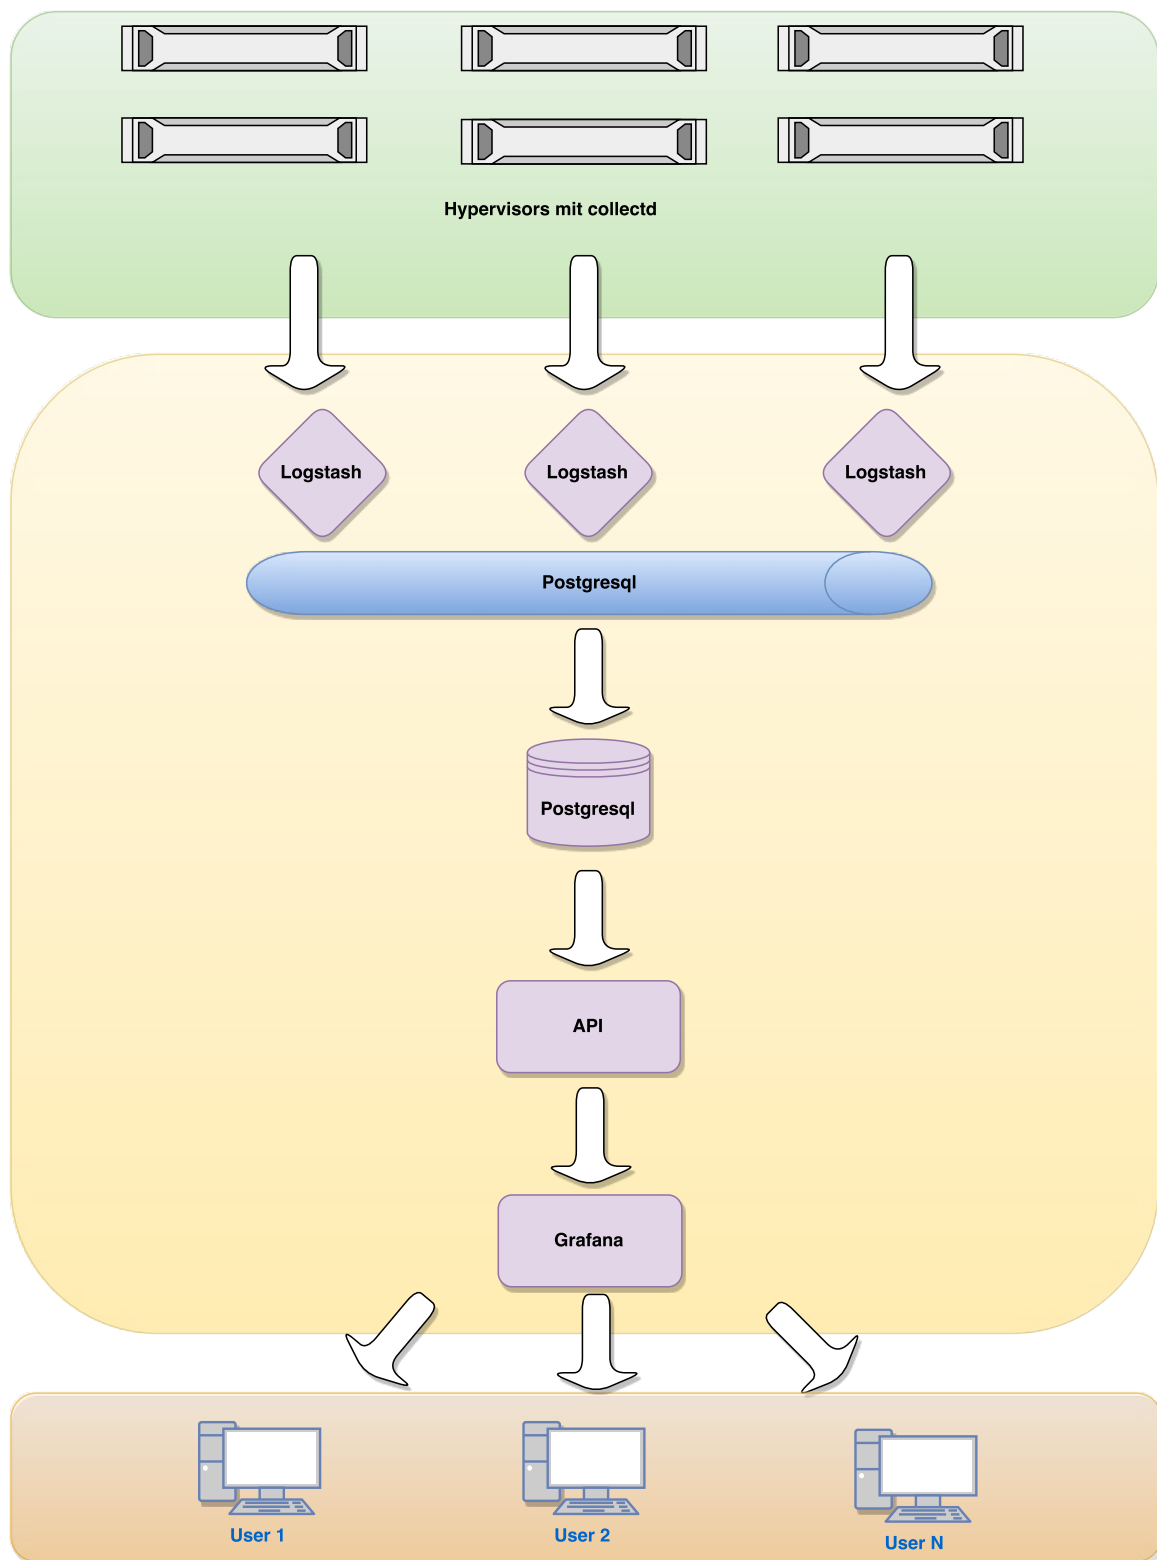 Hypervisors mit collectd
Logstash
Logstash
Logstash
Postgresql
Postgresql
API
Grafana
User 1
User 2
User N